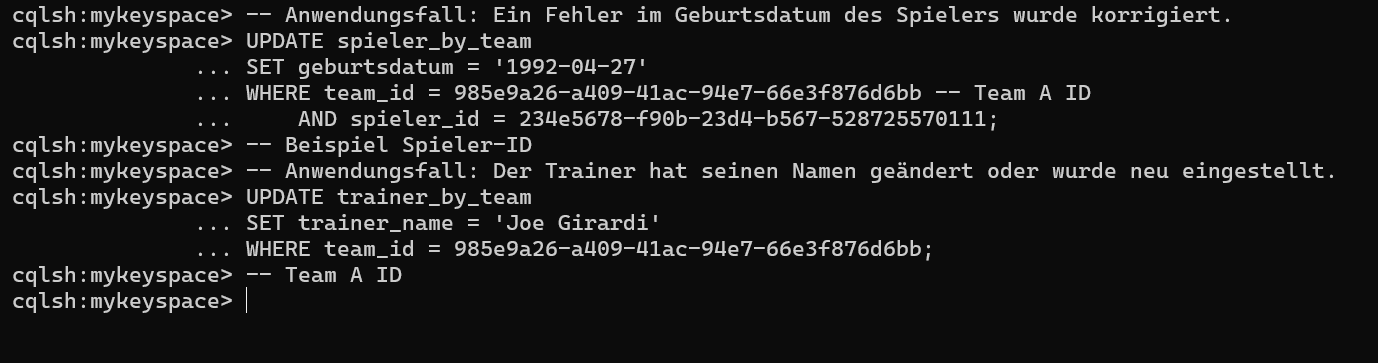 cqlsh:mykeyspace> -- Anwendungsfall: Ein Fehler im Geburtsdatum des Spielers wurde korrigiert.
cqlsh:mykeyspace> UPDATE spieler_by_team
              ... SET geburtsdatum = '1992-04-27'
              ... WHERE team_id = 985e9a26-a409-41ac-94e7-66e3f876d6bb -- Team A ID
              ...     AND spieler_id = 234e5678-f90b-23d4-b567-528725570111;
cqlsh:mykeyspace> -- Beispiel Spieler-ID
cqlsh:mykeyspace> -- Anwendungsfall: Der Trainer hat seinen Namen geändert oder wurde neu eingestellt.
cqlsh:mykeyspace> UPDATE trainer_by_team
              ... SET trainer_name = 'Joe Girardi'
              ... WHERE team_id = 985e9a26-a409-41ac-94e7-66e3f876d6bb;
cqlsh:mykeyspace> -- Team A ID
cqlsh:mykeyspace>